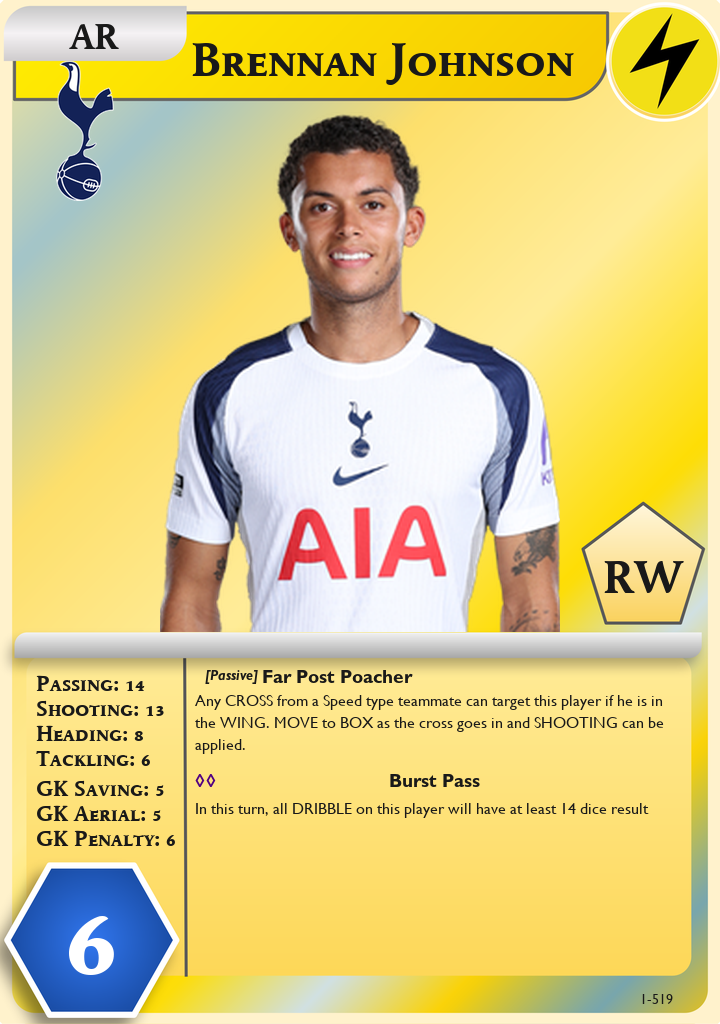 AR
Brennan Johnson
AIA
RW
Passing: 14
Shooting: 13
Heading: 8
Tackling: 6
GK Saving: 5
GK Aerial: 5
GK Penalty: 6
6
[Passive] Far Post Poacher
Any CROSS from a Speed type teammate can target this player if he is in
the WING. MOVE to BOX as the cross goes in and SHOOTING can be
applied.
◊◊ Burst Pass
In this turn, all DRIBBLE on this player will have at least 14 dice result
1-519